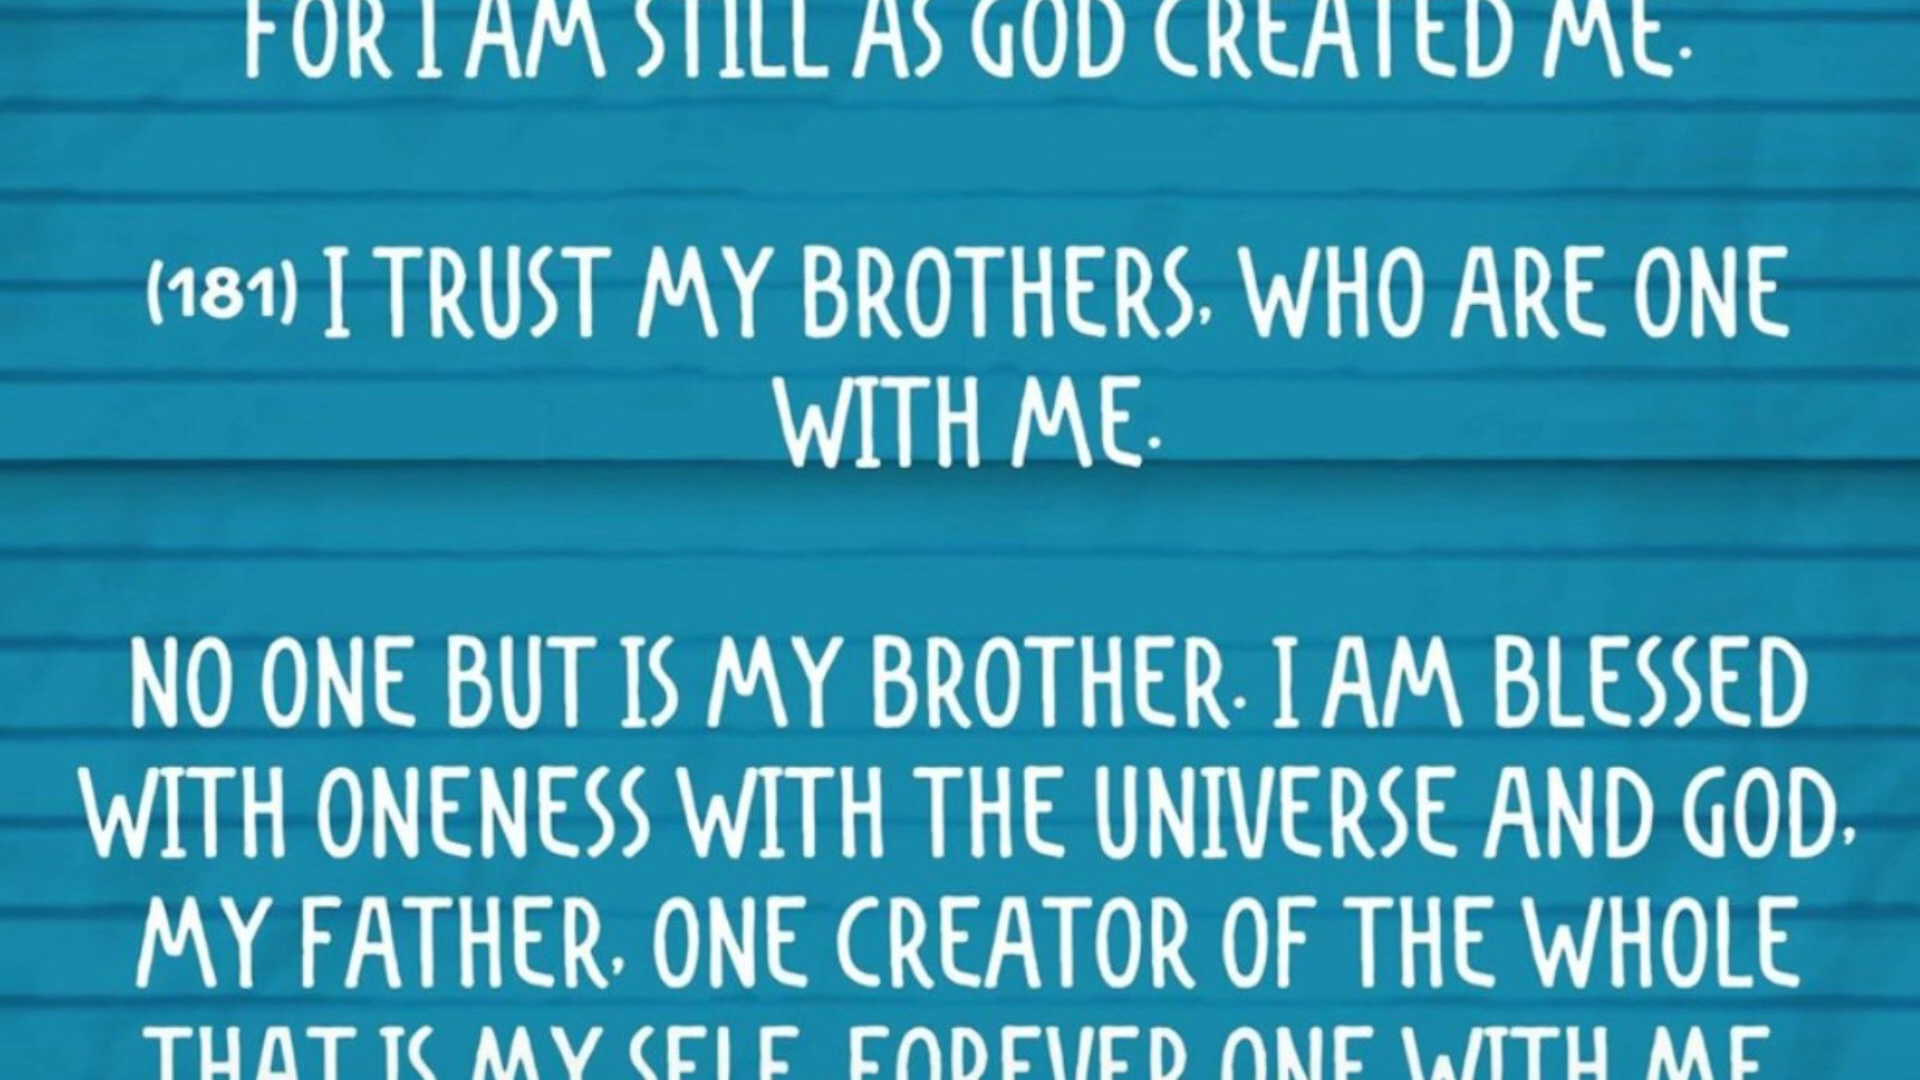 FOR I AM STILL AS GOD CREATED ME.
(181) I TRUST MY BROTHERS, WHO ARE ONE
WITH ME.
NO ONE BUT IS MY BROTHER. I AM BLESSED
WITH ONENESS WITH THE UNIVERSE AND GOD,
MY FATHER, ONE CREATOR OF THE WHOLE
THAT IS MY SELF, FOREVER ONE WITH ME.